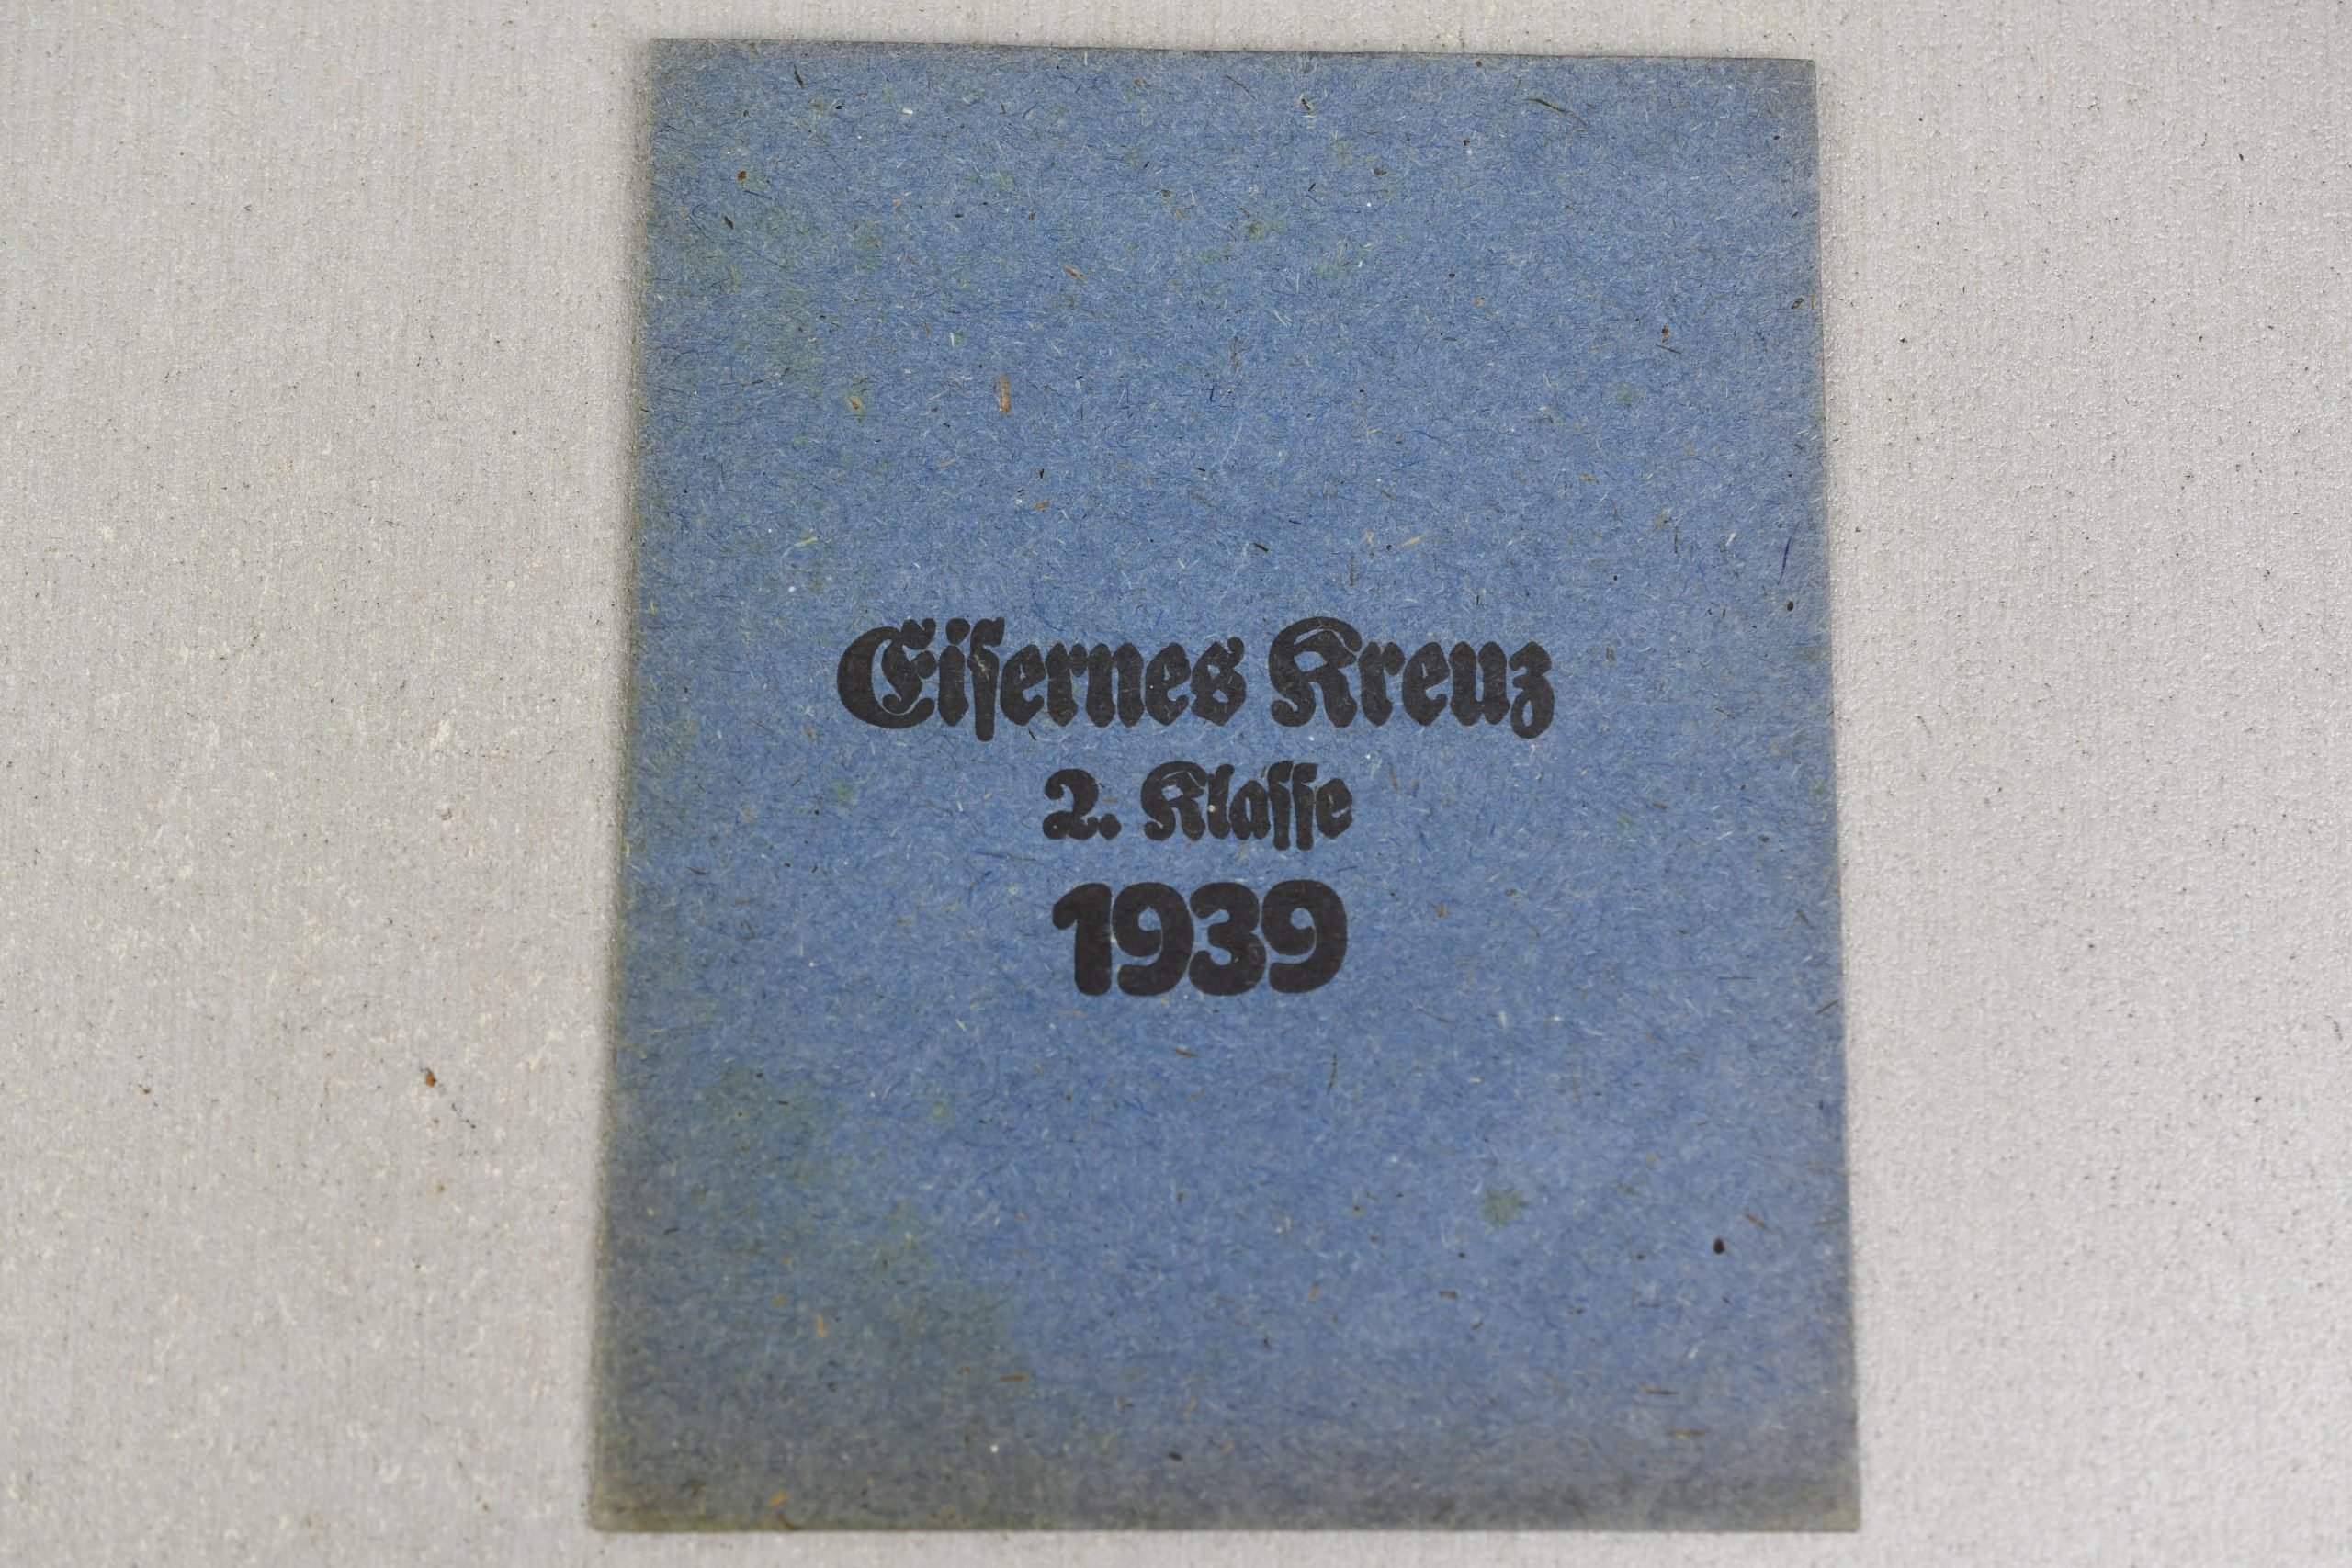 Eiſernes Kreuz
2. Klaſſe
1939